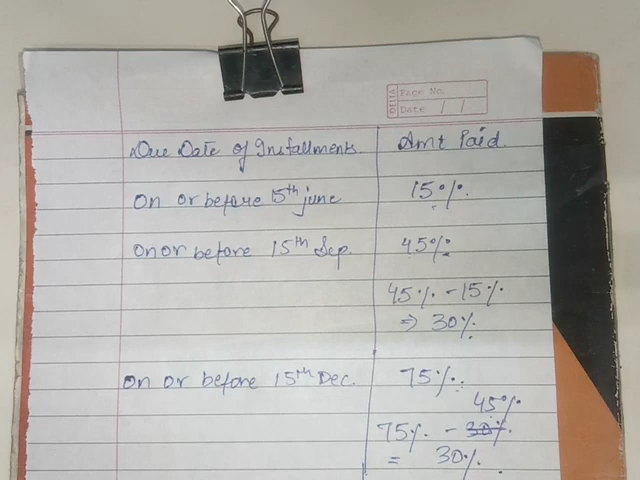 DELTA
Page No.
Date / /
Due Date of Installments Amt Paid.
On or before 15th june 15%.
On or before 15th Sep. 45%
45% - 15%
⇒ 30%
On or before 15th Dec. 75%
45%
75% - 30%
= 30%